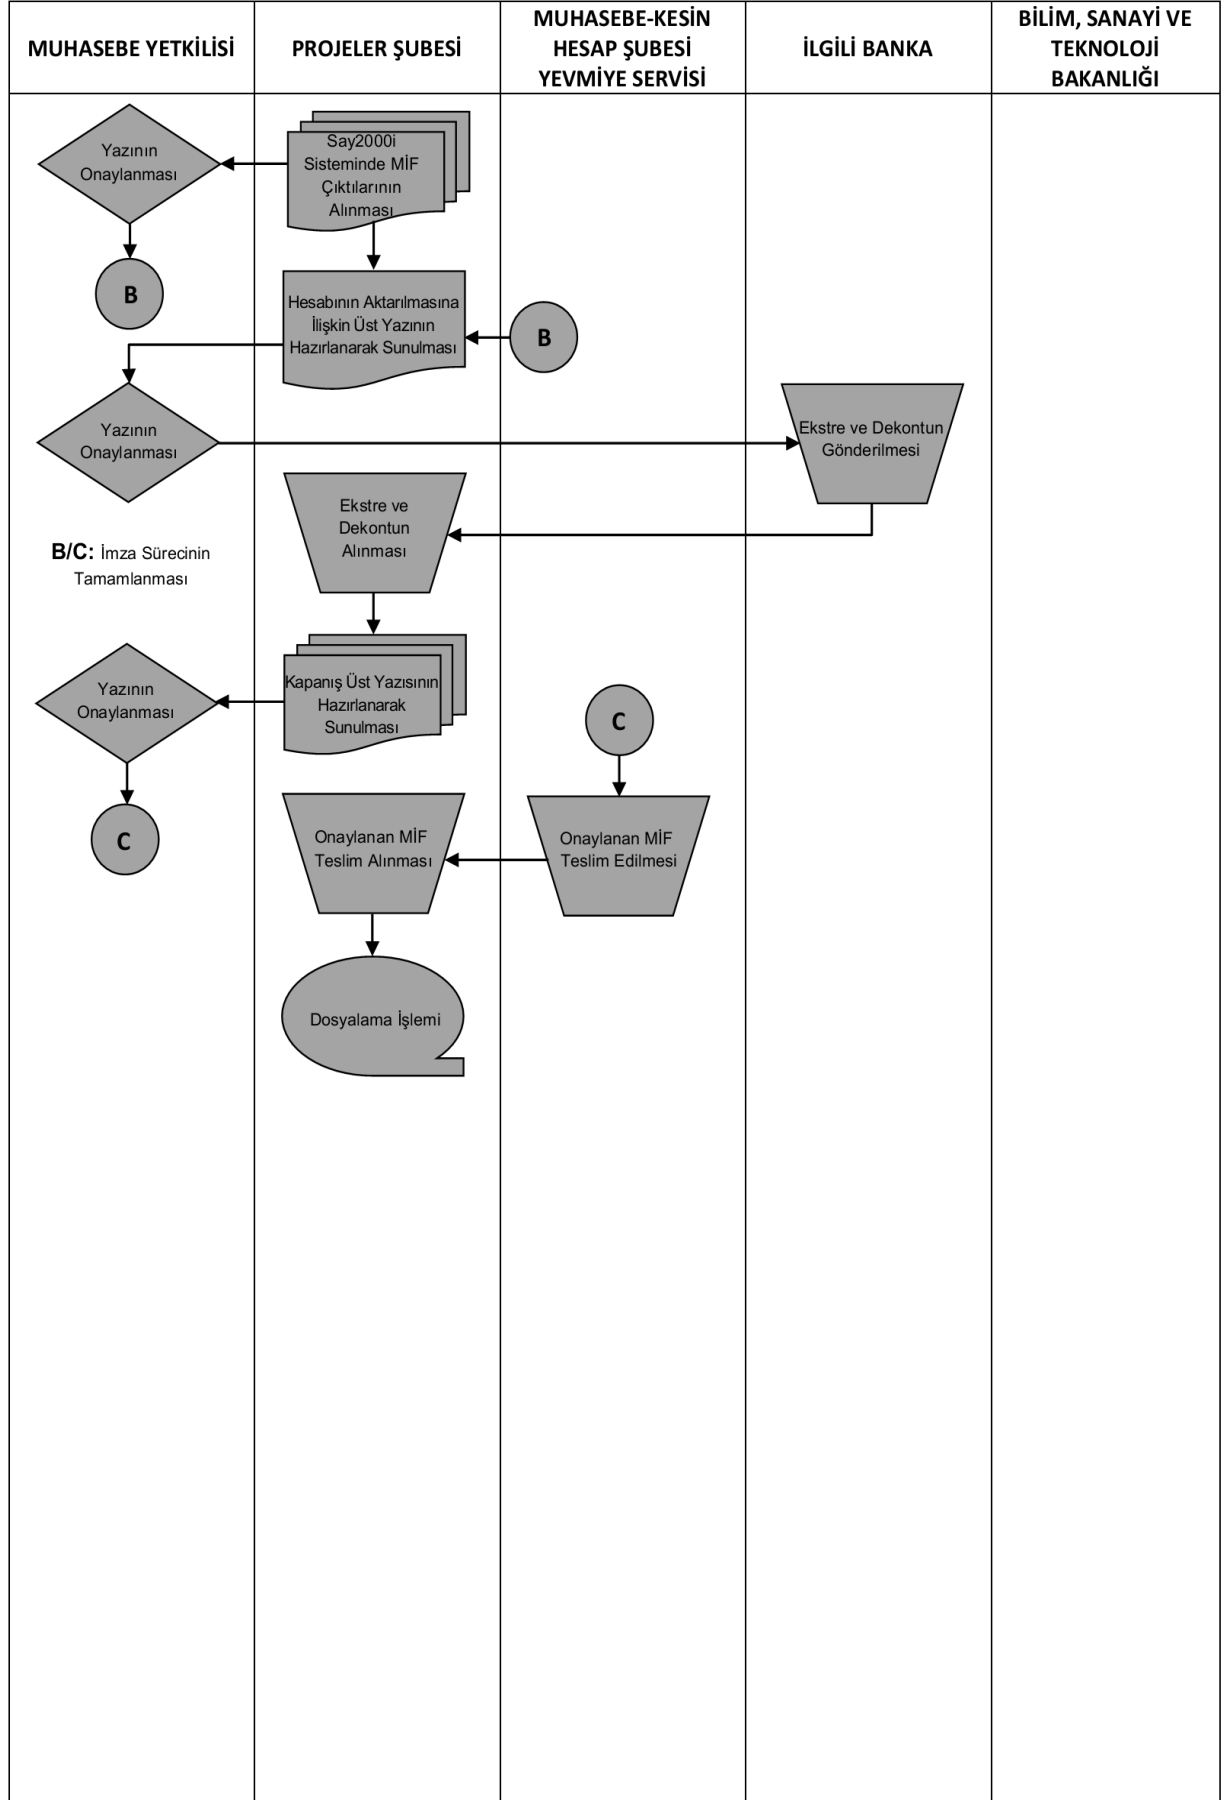 MUHASEBE YETKİLİSİ
PROJELER ŞUBESİ
MUHASEBE-KESİN
HESAP ŞUBESİ
YEVMİYE SERVİSİ
İLGİLİ BANKA
BİLİM, SANAYİ VE
TEKNOLOJİ
BAKANLIĞI
Yazının
Onaylanması
Say2000i
Sisteminde MİF
Çıktılarının
Alınması
B
Hesabının Aktarılmasına
İlişkin Üst Yazının
Hazırlanarak Sunulması
B
Yazının
Onaylanması
Ekstre ve Dekontun
Gönderilmesi
Ekstre ve
Dekontun
Alınması
B/C: İmza Sürecinin
Tamamlanması
Yazının
Onaylanması
Kapanış Üst Yazısının
Hazırlanarak
Sunulması
C
C
Onaylanan MİF
Teslim Alınması
Onaylanan MİF
Teslim Edilmesi
Dosyalama İşlemi